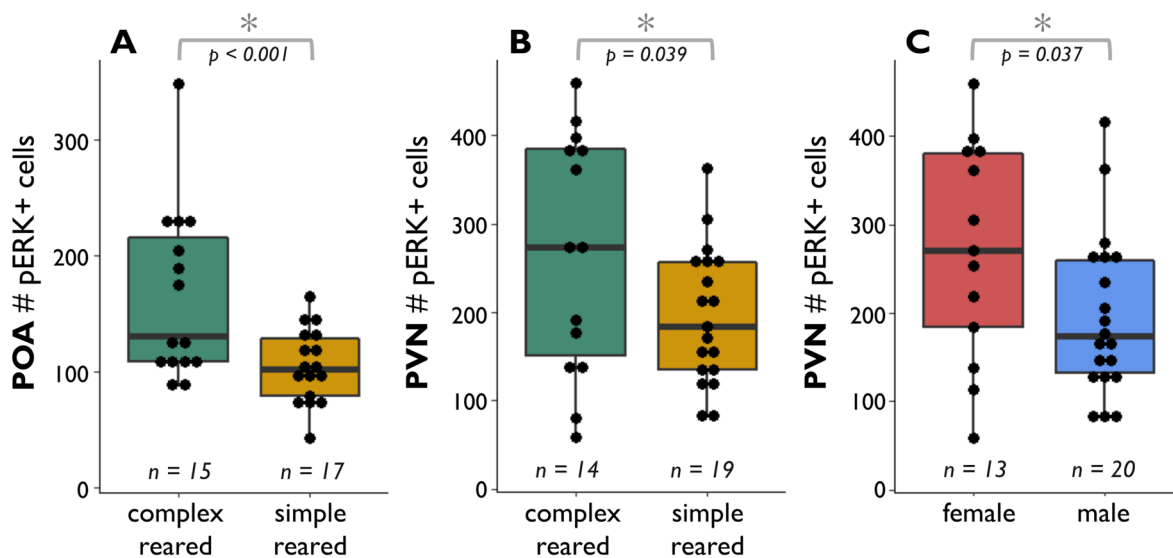 A
*
p < 0.001
POA # pERK+ cells
300
200
100
0
n = 15
n = 17
complex reared
simple reared
B
*
p = 0.039
PVN # pERK+ cells
400
300
200
100
0
n = 14
n = 19
complex reared
simple reared
C
*
p = 0.037
PVN # pERK+ cells
400
300
200
100
0
n = 13
n = 20
female
male